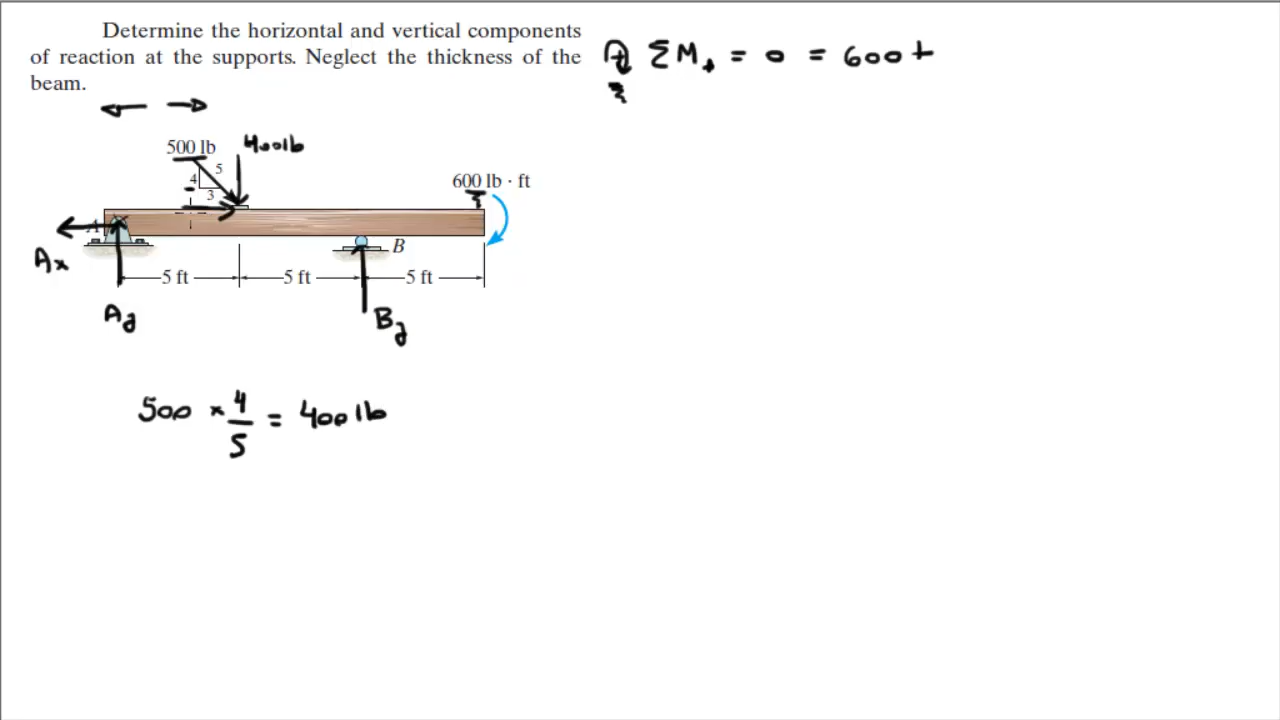 Determine the horizontal and vertical components
of reaction at the supports. Neglect the thickness of the
beam.
ΣM = 0 = 600 +
500 lb
400lb
5
4
3
600 lb · ft
A
B
Ax
5 ft
5 ft
5 ft
Ay
By
500 × 4/5 = 400 lb